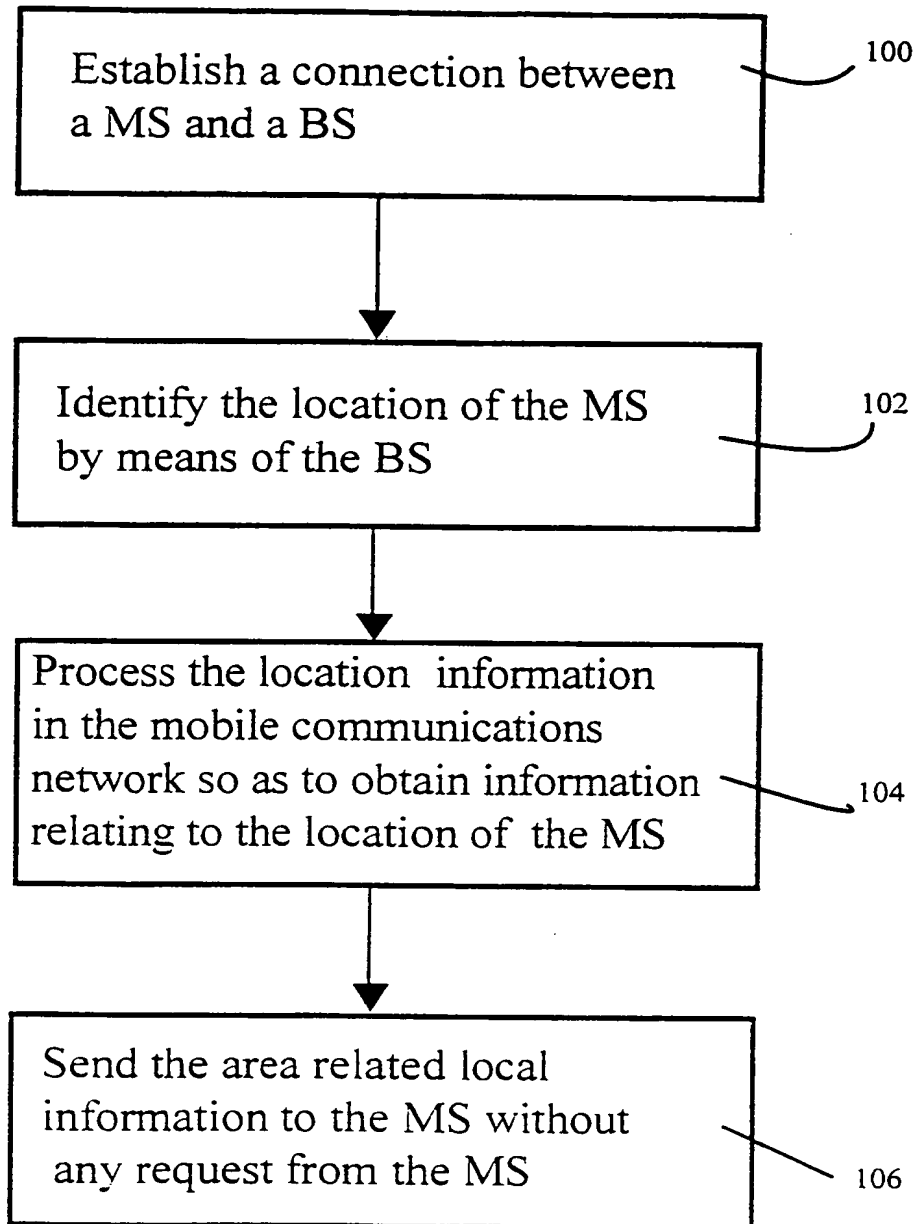 Establish a connection between
a MS and a BS
100
Identify the location of the MS
by means of the BS
102
Process the location information
in the mobile communications
network so as to obtain information
relating to the location of the MS
104
Send the area related local
information to the MS without
any request from the MS
106